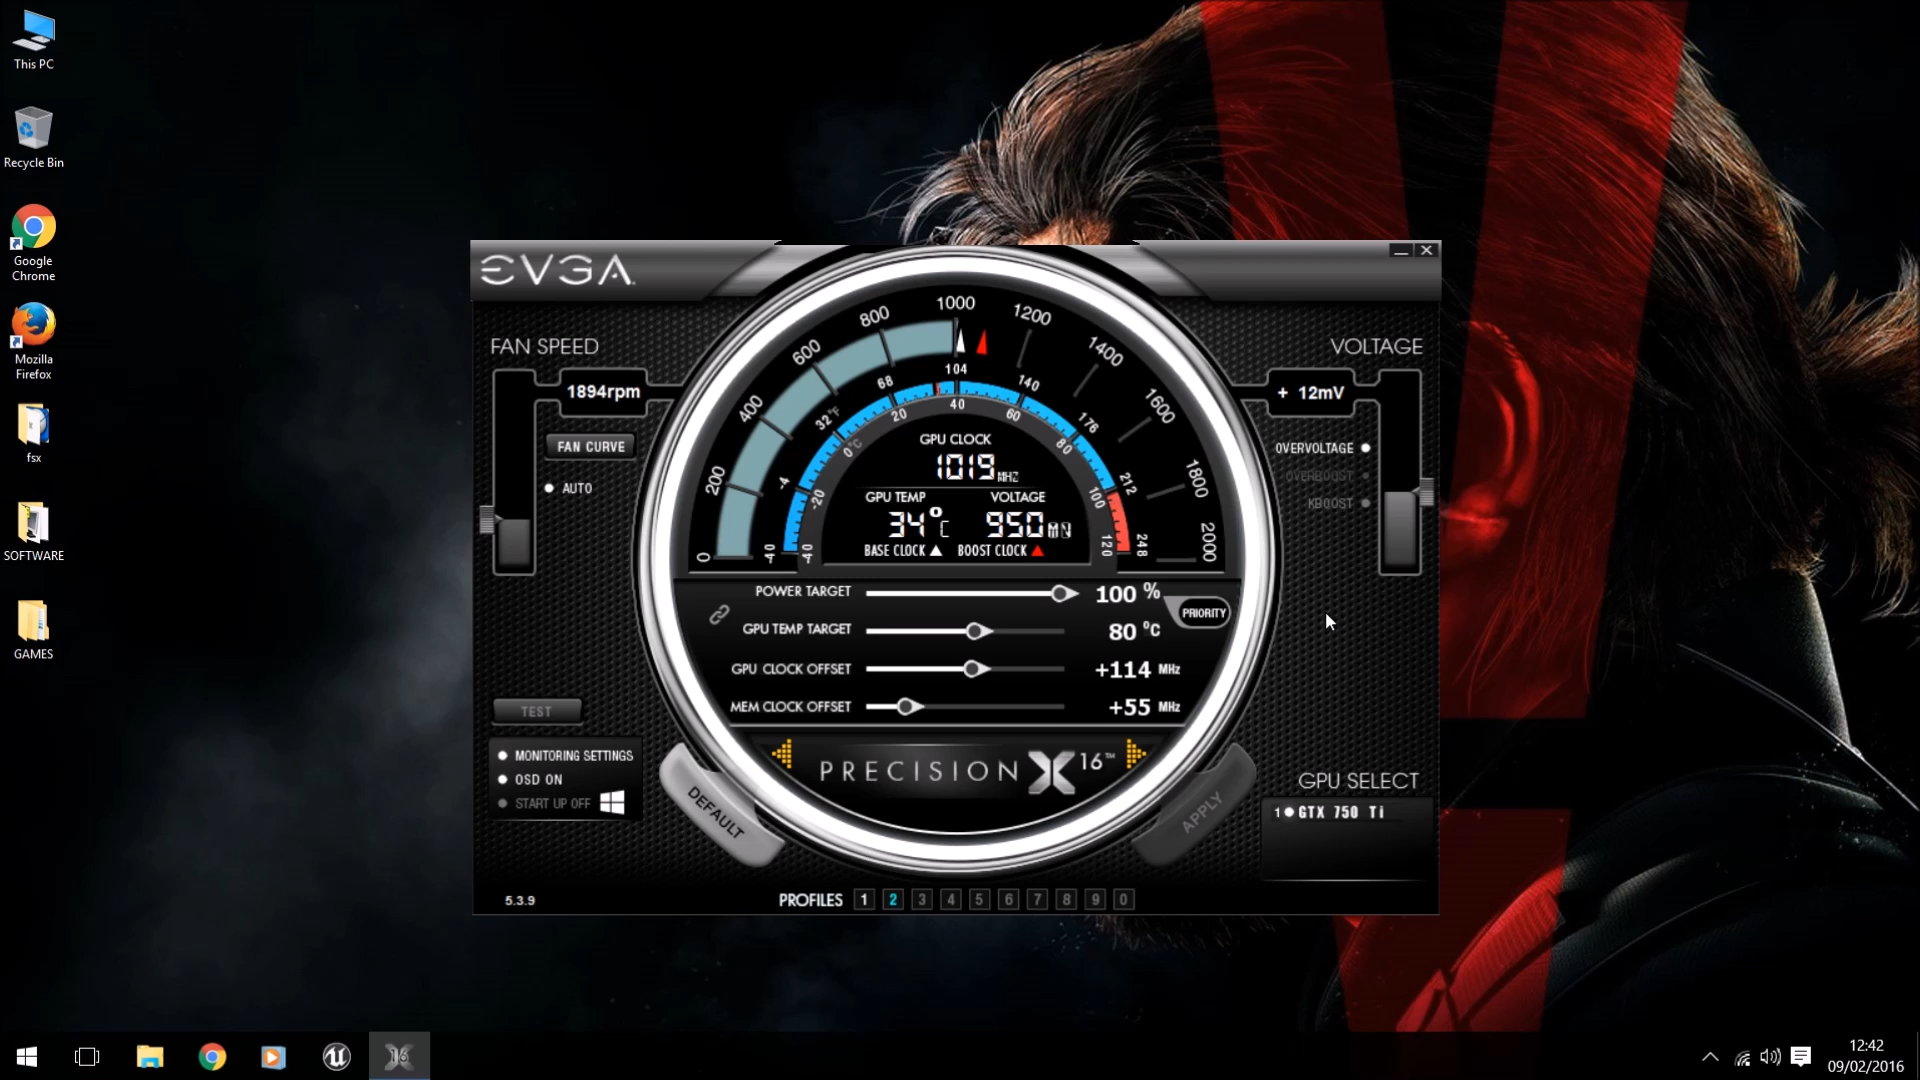 This PC
Recycle Bin
Google
Chrome
Mozilla
Firefox
fsx
SOFTWARE
GAMES
EVGA
FAN SPEED
1894rpm
FAN CURVE
AUTO
TEST
MONITORING SETTINGS
OSD ON
START UP OFF
5.3.9
0 200 400 600 800 1000 1200 1400 1600 1800 2000
-40 -4 32°F 68 104 140 176 212 248
-40 -20 0°C 20 40 60 80 100 120
GPU CLOCK
1019 MHZ
GPU TEMP VOLTAGE
34°C 950
BASE CLOCK BOOST CLOCK
POWER TARGET 100 %
PRIORITY
GPU TEMP TARGET 80 °C
GPU CLOCK OFFSET +114 MHz
MEM CLOCK OFFSET +55 MHz
PRECISION X 16™
DEFAULT
APPLY
PROFILES 1 2 3 4 5 6 7 8 9 0
VOLTAGE
+ 12mV
OVERVOLTAGE
OVERBOOST
KBOOST
GPU SELECT
1 GTX 750 Ti
16
12:42
09/02/2016